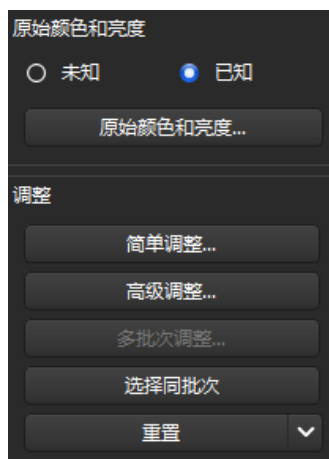 原始颜色和亮度
未知 已知
原始颜色和亮度...
调整
简单调整...
高级调整...
多批次调整...
选择同批次
重置